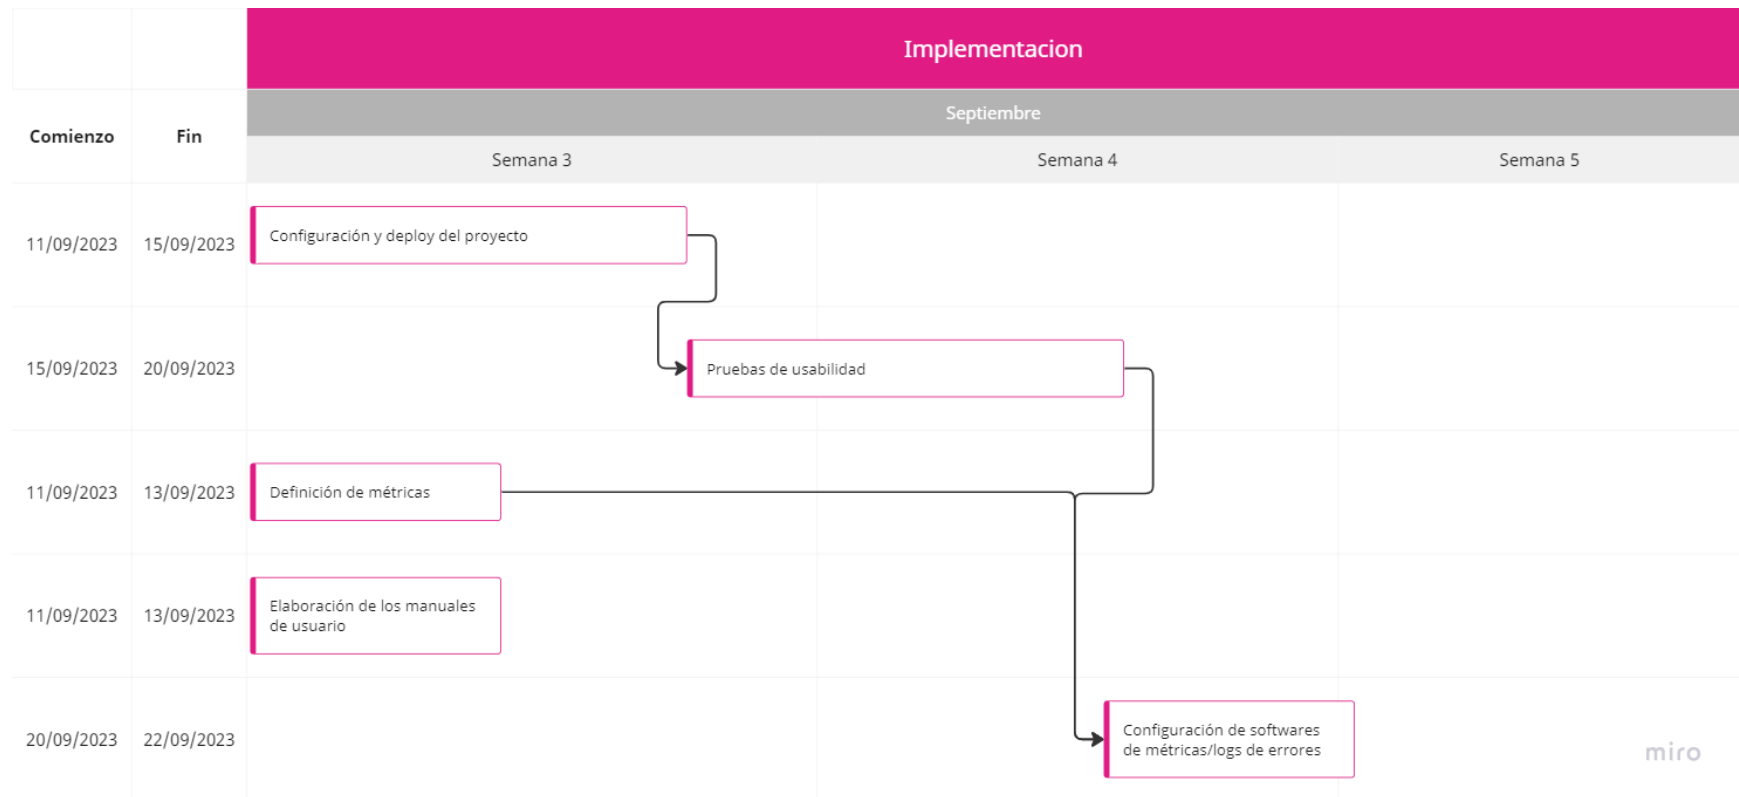 Implementacion
Comienzo
Fin
Septiembre
Semana 3
Semana 4
Semana 5
11/09/2023
15/09/2023
Configuración y deploy del proyecto
15/09/2023
20/09/2023
Pruebas de usabilidad
11/09/2023
13/09/2023
Definición de métricas
11/09/2023
13/09/2023
Elaboración de los manuales
de usuario
20/09/2023
22/09/2023
Configuración de softwares
de métricas/logs de errores
miro